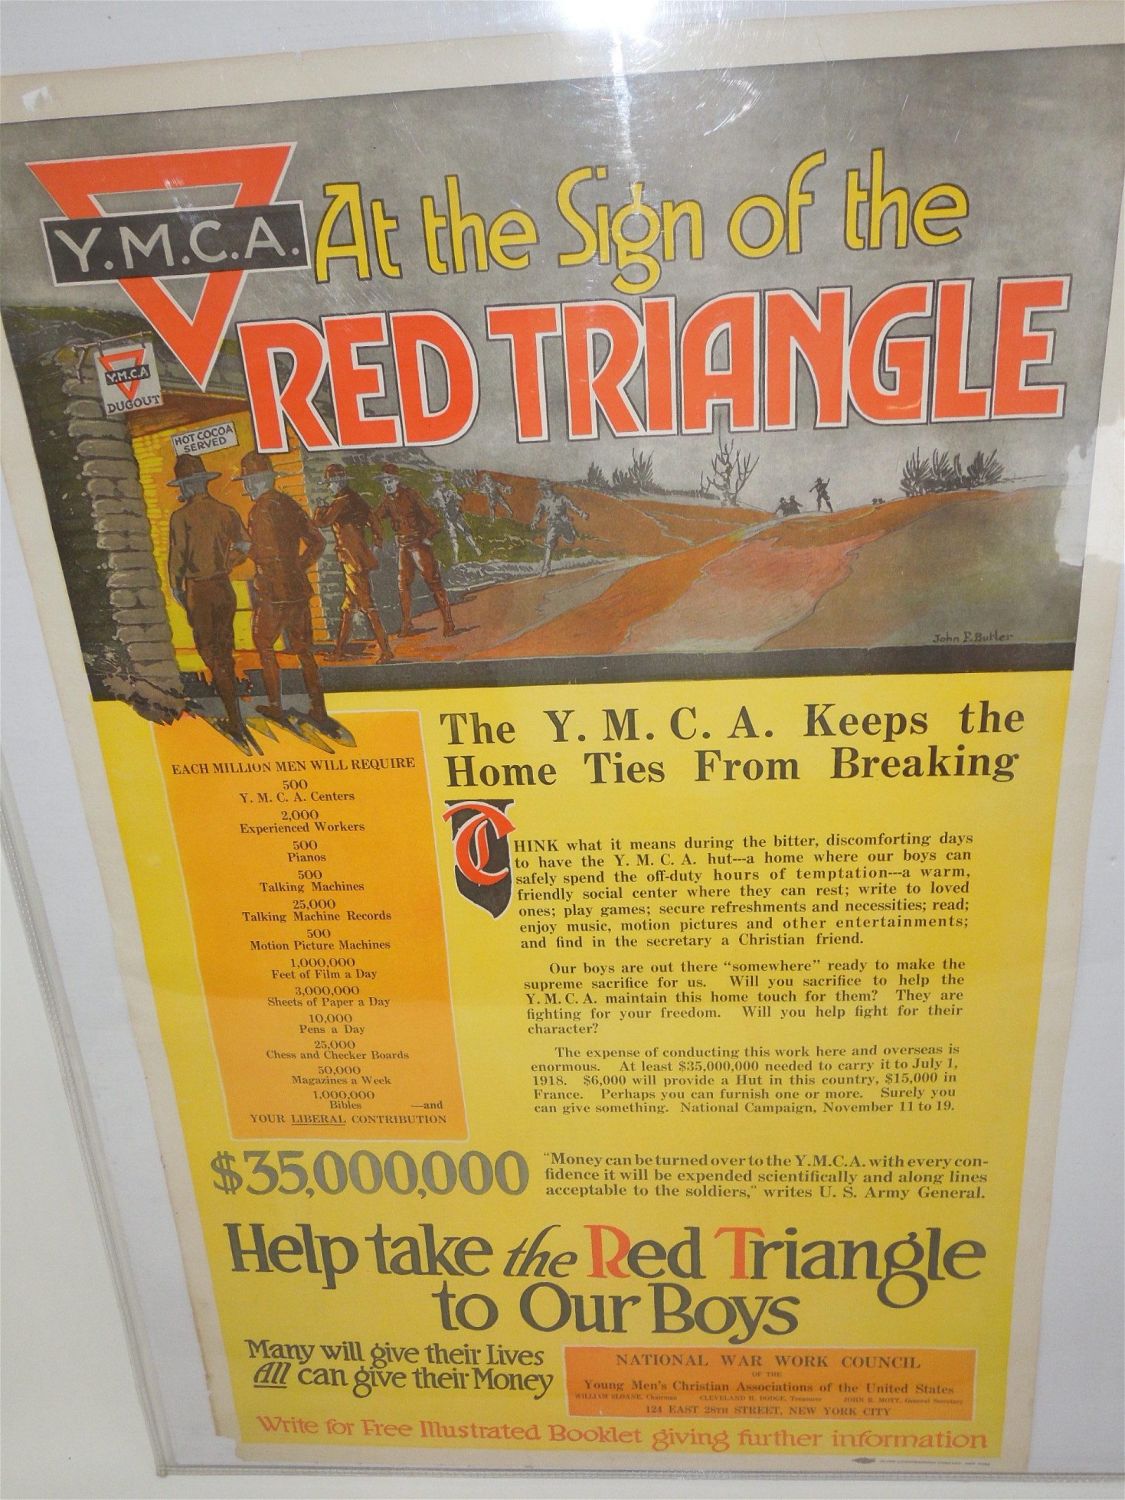 Y.M.C.A.
At the Sign of the
RED TRIANGLE
Y.M.C.A
DUGOUT
HOT COCOA
SERVED
John F. Butler
The Y. M. C. A. Keeps the
Home Ties From Breaking
EACH MILLION MEN WILL REQUIRE
500
Y. M. C. A. Centers
2,000
Experienced Workers
500
Pianos
500
Talking Machines
25,000
Talking Machine Records
500
Motion Picture Machines
1,000,000
Feet of Film a Day
3,000,000
Sheets of Paper a Day
10,000
Pens a Day
25,000
Chess and Checker Boards
50,000
Magazines a Week
1,000,000
Bibles —and
YOUR LIBERAL CONTRIBUTION
THINK what it means during the bitter, discomforting days
to have the Y. M. C. A. hut---a home where our boys can
safely spend the off-duty hours of temptation---a warm,
friendly social center where they can rest; write to loved
ones; play games; secure refreshments and necessities; read;
enjoy music, motion pictures and other entertainments;
and find in the secretary a Christian friend.
Our boys are out there "somewhere" ready to make the
supreme sacrifice for us. Will you sacrifice to help the
Y. M. C. A. maintain this home touch for them? They are
fighting for your freedom. Will you help fight for their
character?
The expense of conducting this work here and overseas is
enormous. At least $35,000,000 needed to carry it to July 1,
1918. $6,000 will provide a Hut in this country, $15,000 in
France. Perhaps you can furnish one or more. Surely you
can give something. National Campaign, November 11 to 19.
$35,000,000
"Money can be turned over to the Y.M.C.A. with every con-
fidence it will be expended scientifically and along lines
acceptable to the soldiers," writes U. S. Army General.
Help take the Red Triangle
to Our Boys
Many will give their Lives
All can give their Money
NATIONAL WAR WORK COUNCIL
OF THE
Young Men's Christian Associations of the United States
WILLIAM SLOANE, Chairman CLEVELAND H. DODGE, Treasurer JOHN R. MOTT, General Secretary
124 EAST 28TH STREET, NEW YORK CITY
Write for Free Illustrated Booklet giving further information